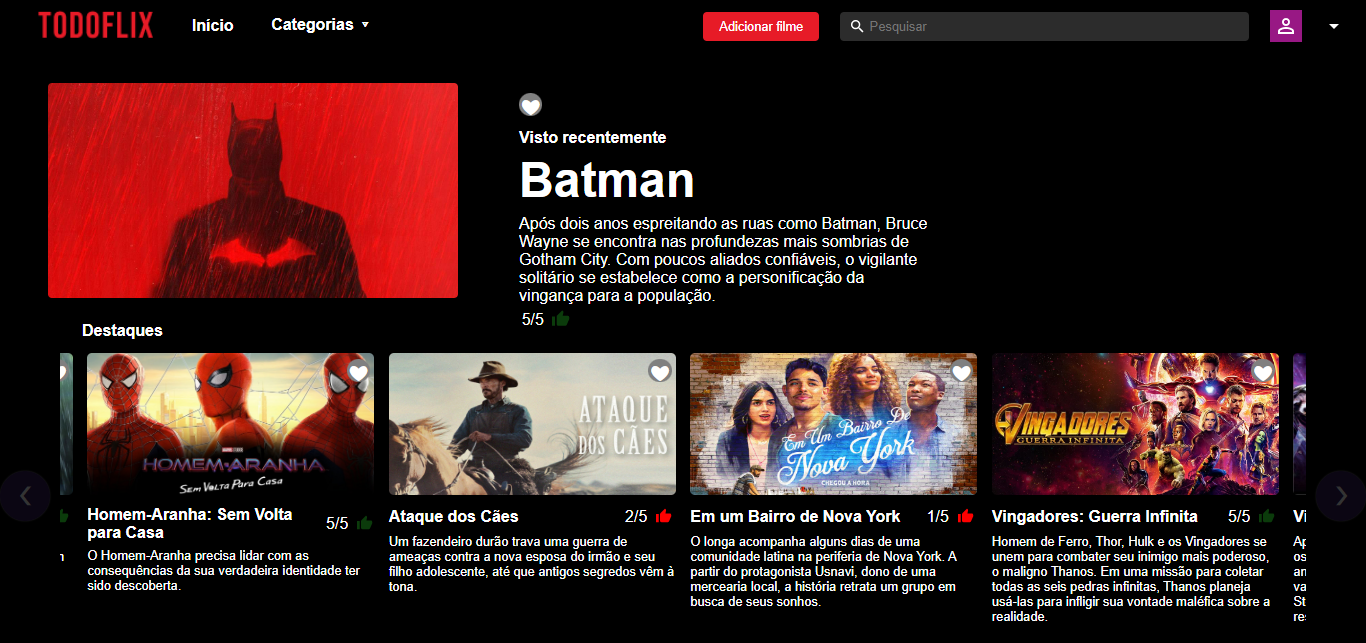 TODOFLIX
Início
Categorias
Adicionar filme
Pesquisar
Visto recentemente
Batman
Após dois anos espreitando as ruas como Batman, Bruce
Wayne se encontra nas profundezas mais sombrias de
Gotham City. Com poucos aliados confiáveis, o vigilante
solitário se estabelece como a personificação da
vingança para a população.
5/5
Destaques
HOMEM-ARANHA
SEM VOLTA PARA CASA
Homem-Aranha: Sem Volta
para Casa
5/5
O Homem-Aranha precisa lidar com as
consequências da sua verdadeira identidade ter
sido descoberta.
ATAQUE
DOS CÃES
Ataque dos Cães
2/5
Um fazendeiro durão trava uma guerra de
ameaças contra a nova esposa do irmão e seu
filho adolescente, até que antigos segredos vêm à
tona.
Em Um Bairro De
Nova York
CHEGOU A HORA
Em um Bairro de Nova York
1/5
O longa acompanha alguns dias de uma
comunidade latina na periferia de Nova York. A
partir do protagonista Usnavi, dono de uma
mercearia local, a história retrata um grupo em
busca de seus sonhos.
VINGADORES
GUERRA INFINITA
Vingadores: Guerra Infinita
5/5
Homem de Ferro, Thor, Hulk e os Vingadores se
unem para combater seu inimigo mais poderoso,
o maligno Thanos. Em uma missão para coletar
todas as seis pedras infinitas, Thanos planeja
usá-las para infligir sua vontade maléfica sobre a
realidade.